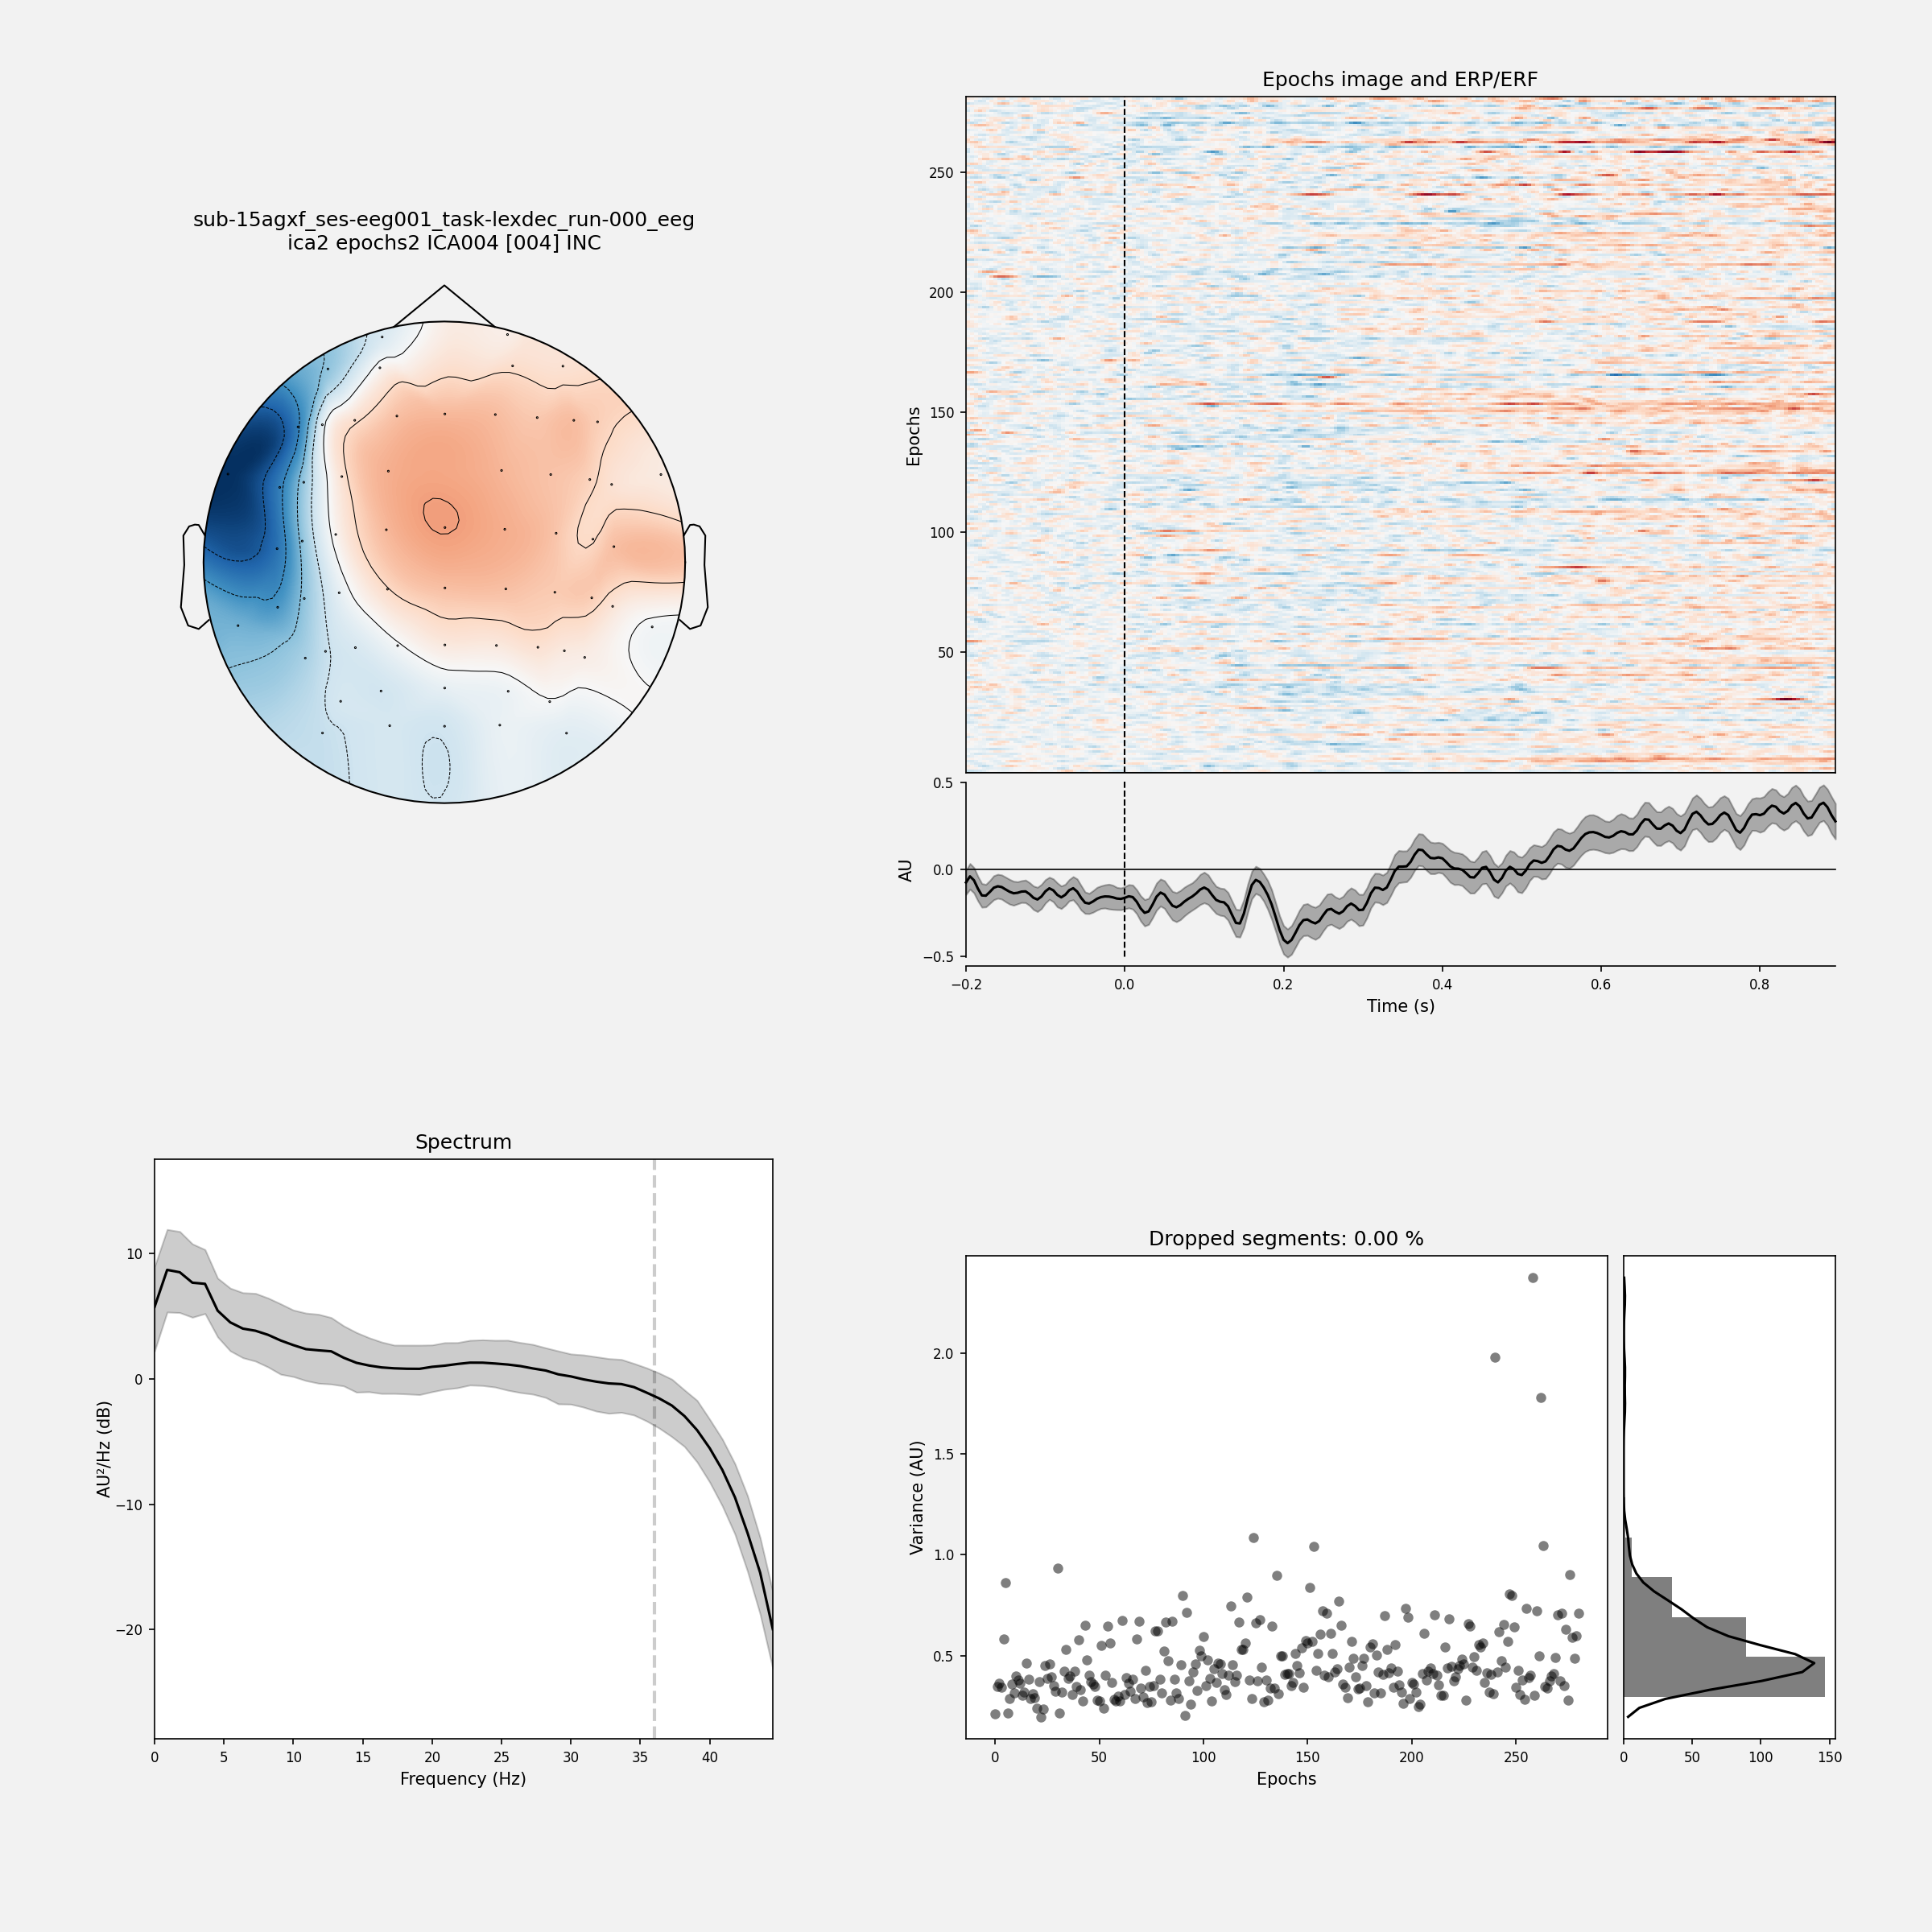 sub-15agxf_ses-eeg001_task-lexdec_run-000_eeg
ica2 epochs2 ICA004 [004] INC
Epochs image and ERP/ERF
Epochs
250
200
150
100
50
AU
0.5
0.0
−0.5
−0.2 0.0 0.2 0.4 0.6 0.8
Time (s)
Spectrum
AU²/Hz (dB)
10
0
−10
−20
0 5 10 15 20 25 30 35 40
Frequency (Hz)
Dropped segments: 0.00 %
Variance (AU)
2.0
1.5
1.0
0.5
0 50 100 150 200 250
Epochs
0 50 100 150